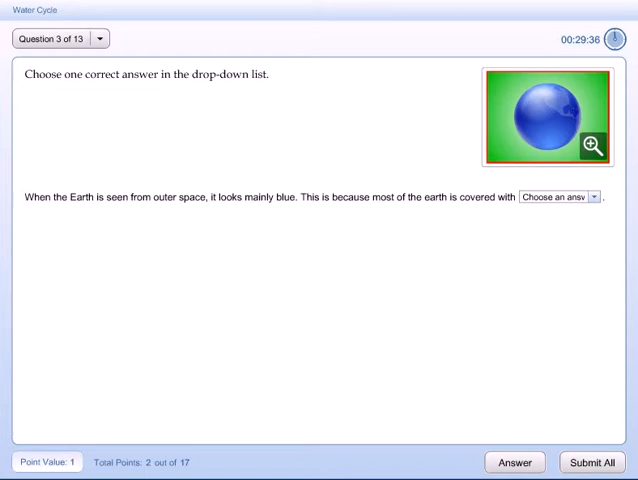 Water Cycle
Question 3 of 13
00:29:36
Choose one correct answer in the drop-down list.
When the Earth is seen from outer space, it looks mainly blue. This is because most of the earth is covered with Choose an answ .
Point Value: 1
Total Points: 2 out of 17
Answer
Submit All